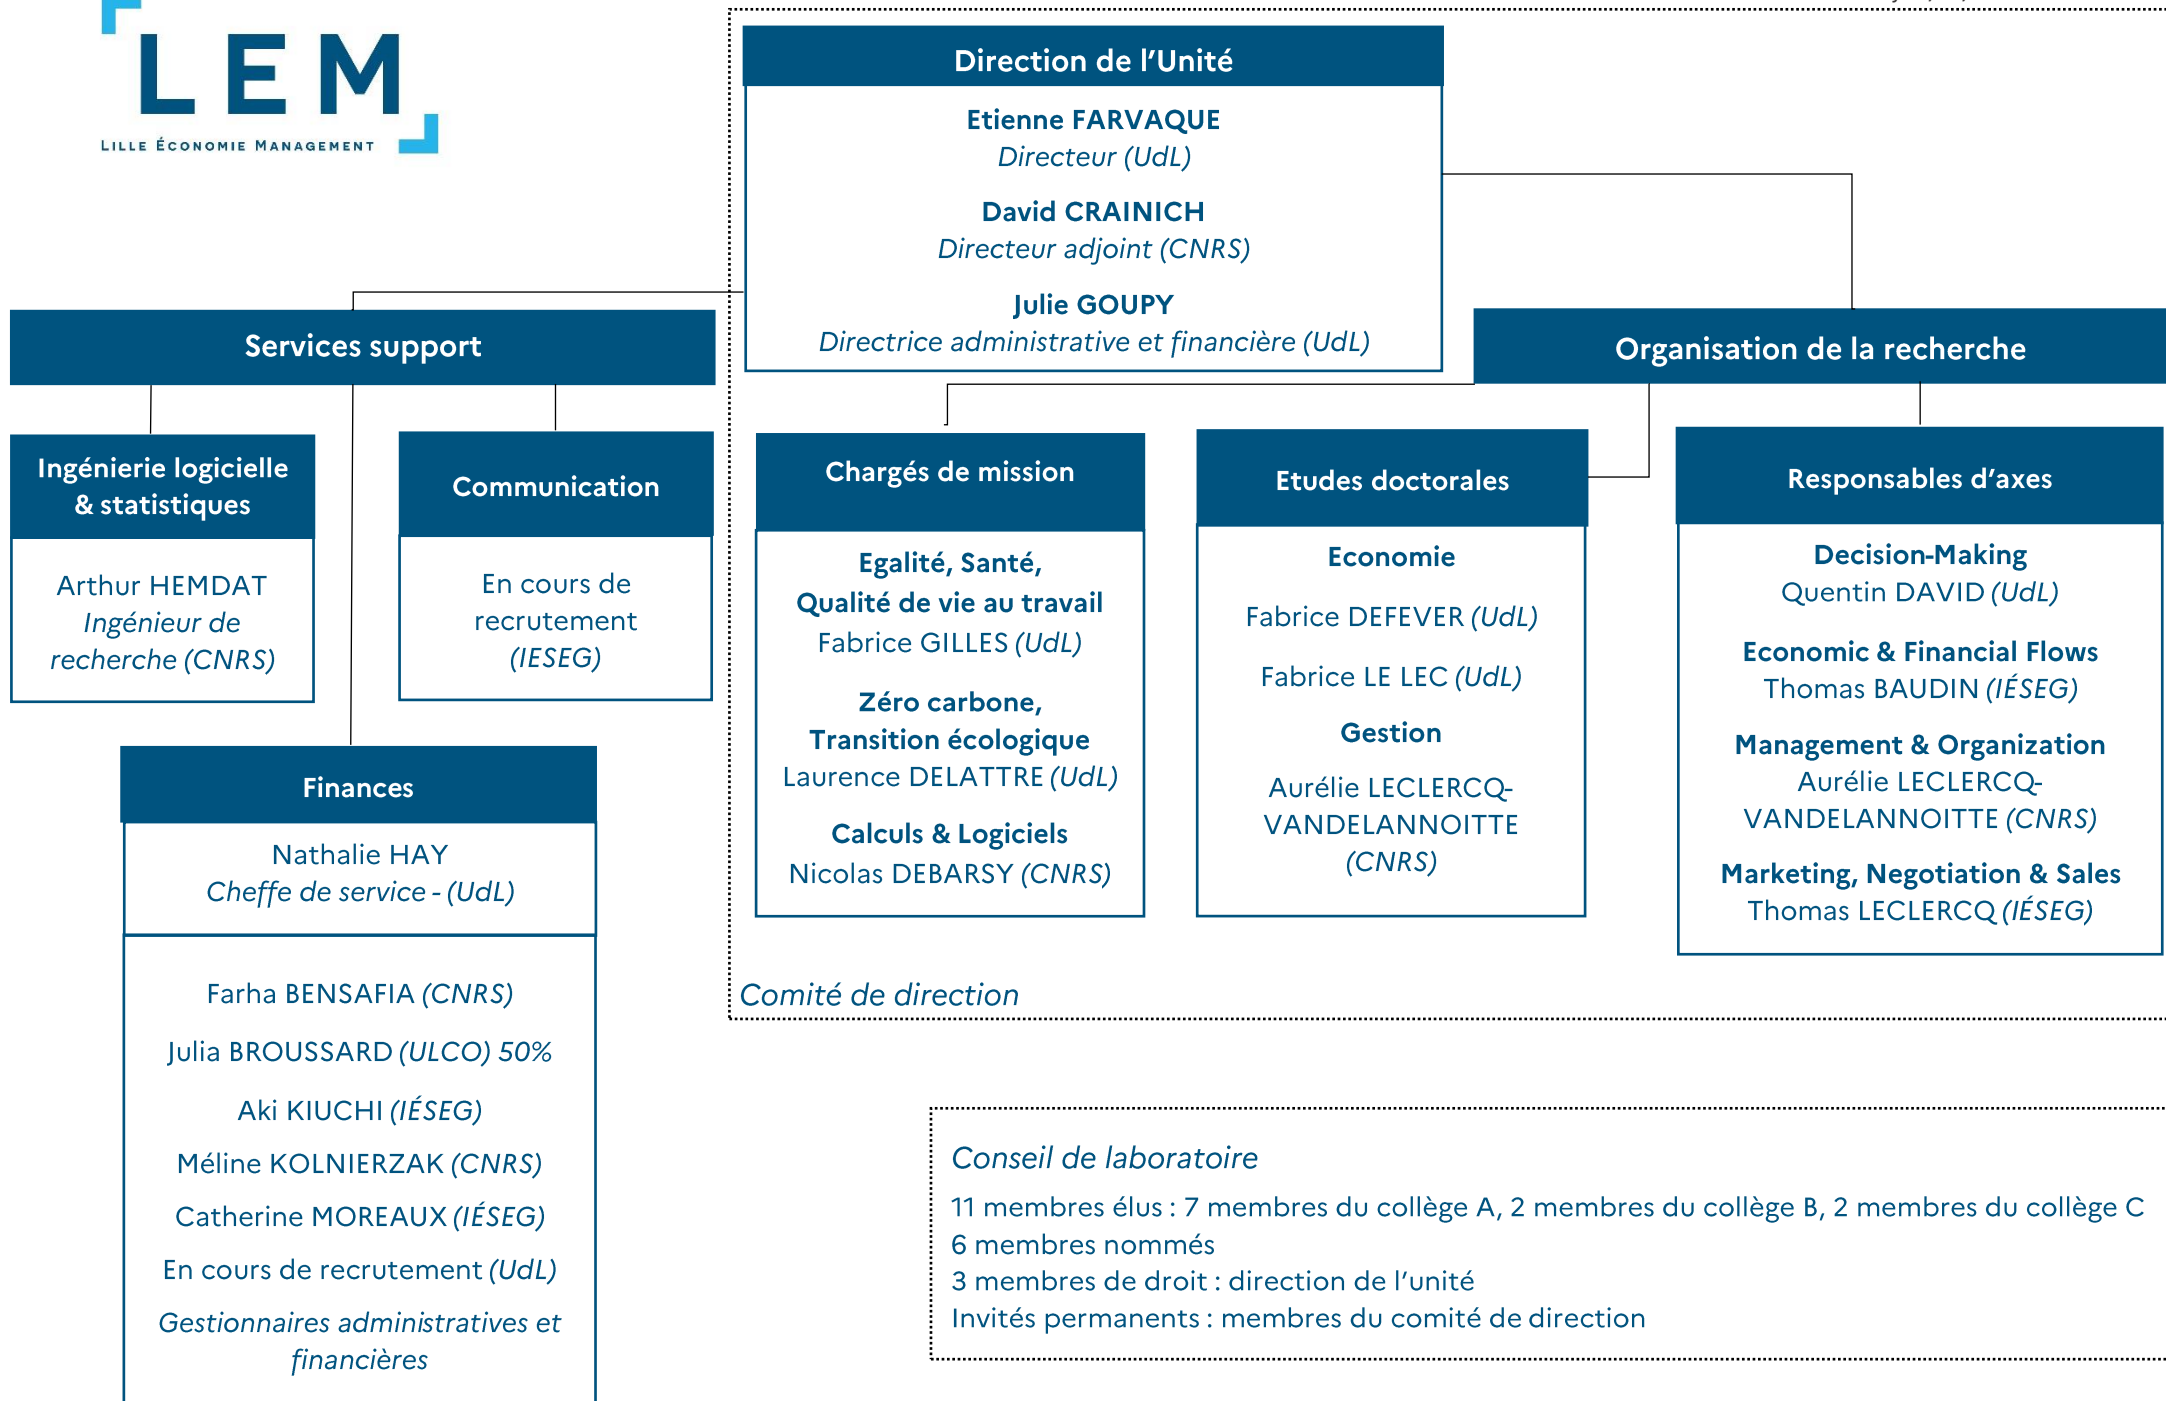 LEM
LILLE ÉCONOMIE MANAGEMENT
Direction de l'Unité
Etienne FARVAQUE
Directeur (UdL)
David CRAINICH
Directeur adjoint (CNRS)
Julie GOUPY
Directrice administrative et financière (UdL)
Services support
Organisation de la recherche
Ingénierie logicielle
& statistiques
Arthur HEMDAT
Ingénieur de
recherche (CNRS)
Communication
En cours de
recrutement
(IESEG)
Finances
Nathalie HAY
Cheffe de service - (UdL)
Farha BENSAFIA (CNRS)
Julia BROUSSARD (ULCO) 50%
Aki KIUCHI (IÉSEG)
Méline KOLNIERZAK (CNRS)
Catherine MOREAUX (IÉSEG)
En cours de recrutement (UdL)
Gestionnaires administratives et
financières
Chargés de mission
Egalité, Santé,
Qualité de vie au travail
Fabrice GILLES (UdL)
Zéro carbone,
Transition écologique
Laurence DELATTRE (UdL)
Calculs & Logiciels
Nicolas DEBARSY (CNRS)
Etudes doctorales
Economie
Fabrice DEFEVER (UdL)
Fabrice LE LEC (UdL)
Gestion
Aurélie LECLERCQ-
VANDELANNOITTE
(CNRS)
Responsables d'axes
Decision-Making
Quentin DAVID (UdL)
Economic & Financial Flows
Thomas BAUDIN (IÉSEG)
Management & Organization
Aurélie LECLERCQ-
VANDELANNOITTE (CNRS)
Marketing, Negotiation & Sales
Thomas LECLERCQ (IÉSEG)
Comité de direction
Conseil de laboratoire
11 membres élus : 7 membres du collège A, 2 membres du collège B, 2 membres du collège C
6 membres nommés
3 membres de droit : direction de l'unité
Invités permanents : membres du comité de direction